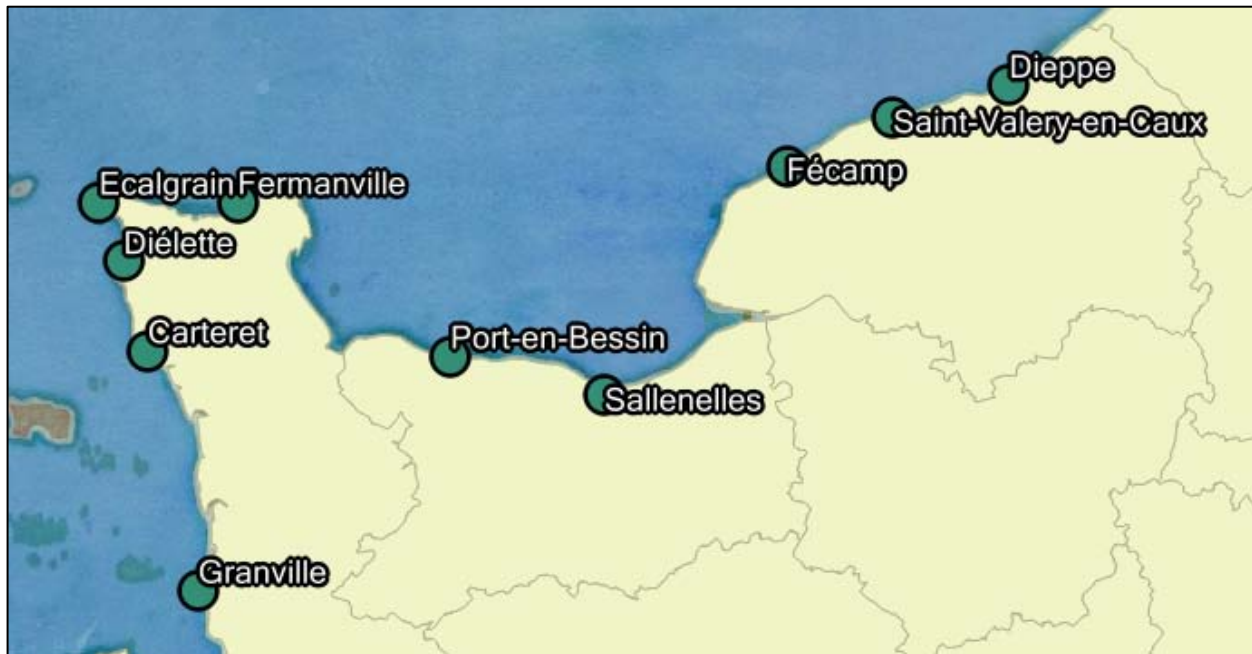 Dieppe
Saint-Valery-en-Caux
Fécamp
Ecalgrain
Fermanville
Diélette
Carteret
Port-en-Bessin
Sallenelles
Granville